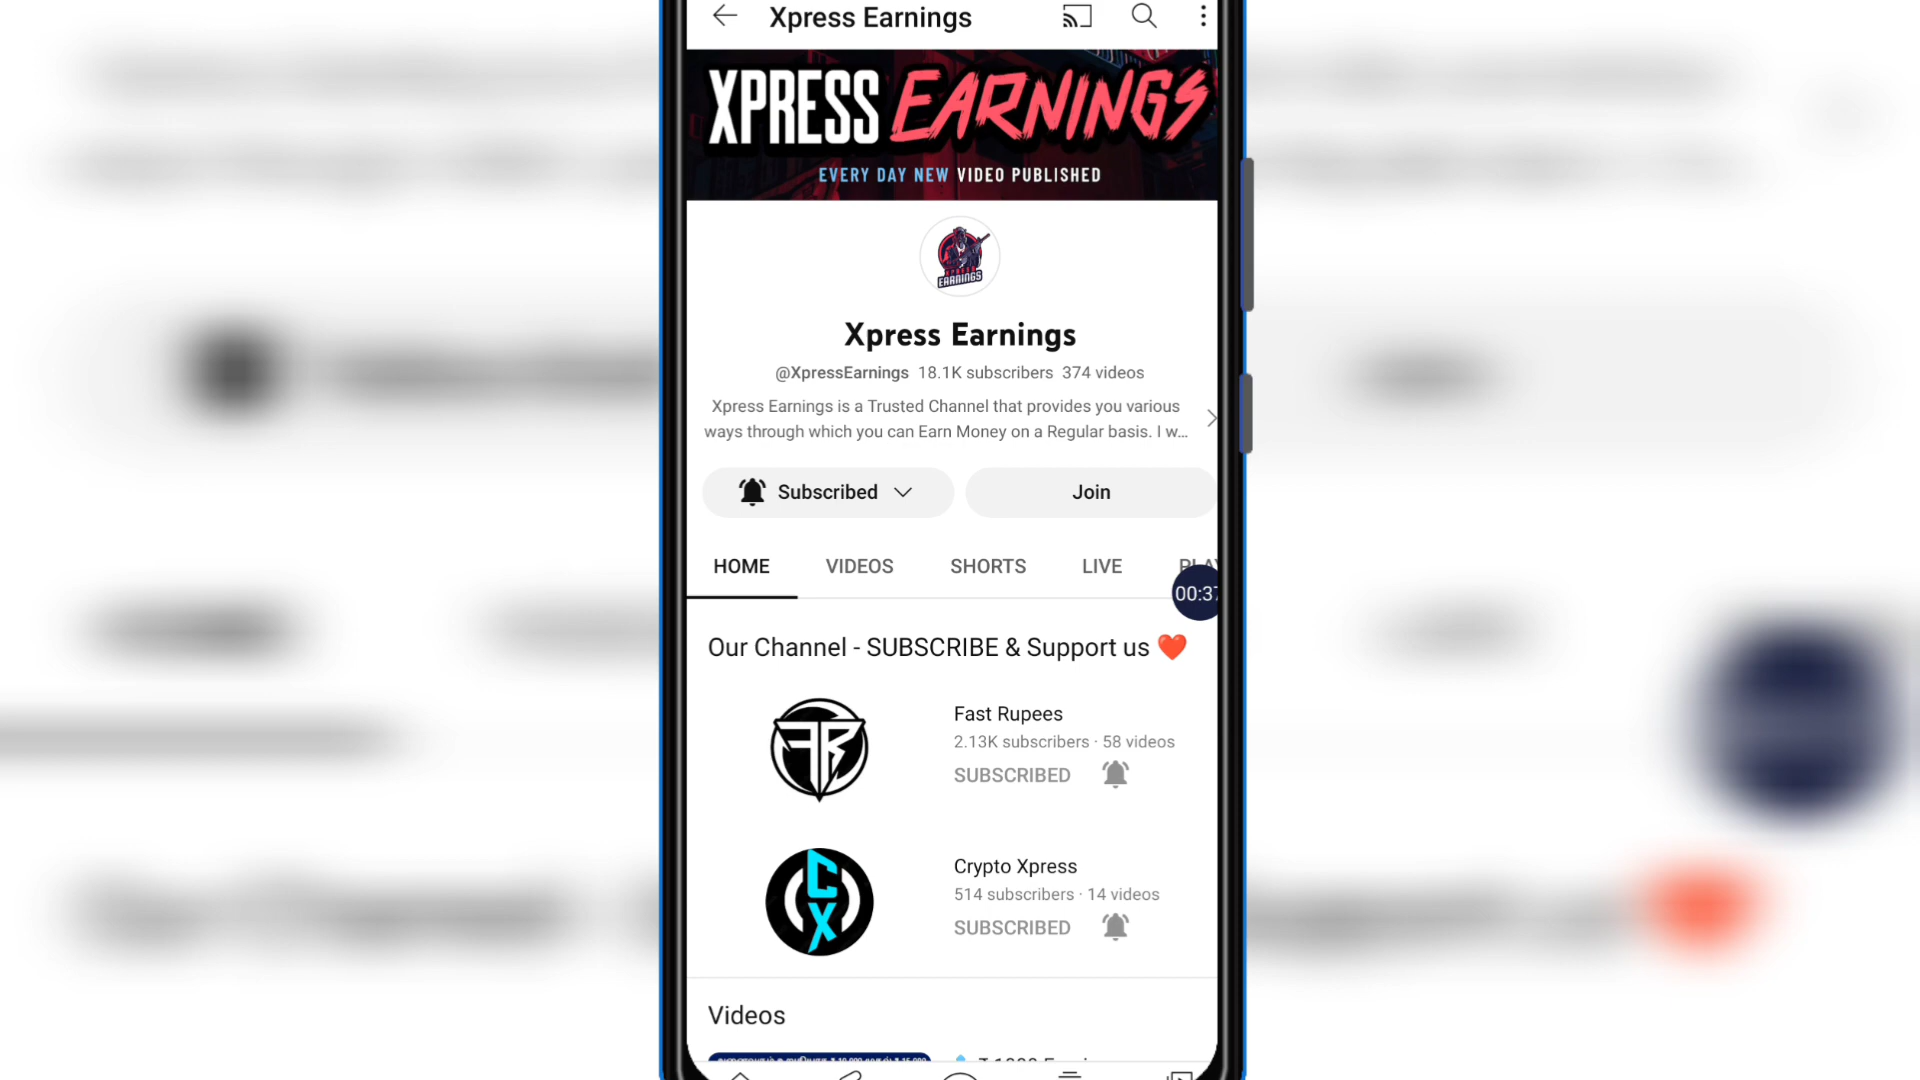 Xpress Earnings
XPRESS EARNINGS
EVERY DAY NEW VIDEO PUBLISHED
XPRESS
EARNINGS
Xpress Earnings
@XpressEarnings 18.1K subscribers 374 videos
Xpress Earnings is a Trusted Channel that provides you various
ways through which you can Earn Money on a Regular basis. I w...
Subscribed
Join
HOME VIDEOS SHORTS LIVE
00:37
Our Channel - SUBSCRIBE & Support us ❤️
Fast Rupees
2.13K subscribers · 58 videos
SUBSCRIBED
CX
Crypto Xpress
514 subscribers · 14 videos
SUBSCRIBED
Videos